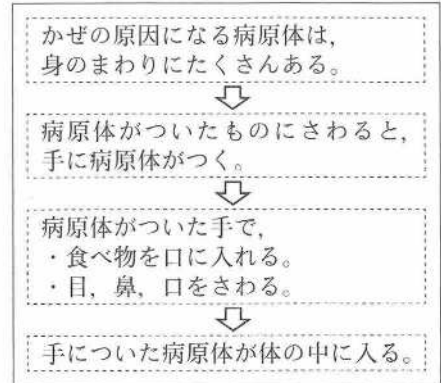 かぜの原因になる病原体は,
身のまわりにたくさんある。
病原体がついたものにさわると,
手に病原体がつく。
病原体がついた手で,
・食べ物を口に入れる。
・目, 鼻, 口をさわる。
手についた病原体が体の中に入る。